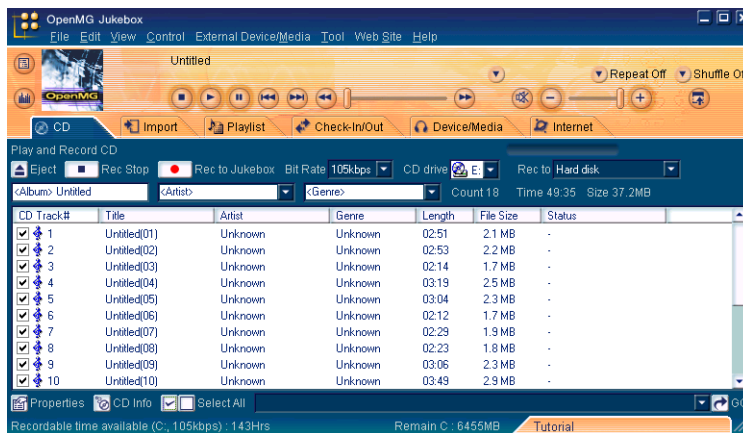 OpenMG Jukebox
File Edit View Control External Device/Media Tool Web Site Help
Untitled
OpenMG
Repeat Off Shuffle Of
CD Import Playlist Check-In/Out Device/Media Internet
Play and Record CD
Eject Rec Stop Rec to Jukebox Bit Rate 105kbps CD drive E: Rec to Hard disk
<Album> Untitled <Artist> <Genre> Count 18 Time 49:35 Size 37.2MB
CD Track# Title Artist Genre Length File Size Status
1 Untitled(01) Unknown Unknown 02:51 2.1 MB -
2 Untitled(02) Unknown Unknown 02:53 2.2 MB -
3 Untitled(03) Unknown Unknown 02:14 1.7 MB -
4 Untitled(04) Unknown Unknown 03:19 2.5 MB -
5 Untitled(05) Unknown Unknown 03:04 2.3 MB -
6 Untitled(06) Unknown Unknown 02:12 1.7 MB -
7 Untitled(07) Unknown Unknown 02:29 1.9 MB -
8 Untitled(08) Unknown Unknown 02:23 1.8 MB -
9 Untitled(09) Unknown Unknown 03:06 2.3 MB -
10 Untitled(10) Unknown Unknown 03:49 2.9 MB -
Properties CD Info Select All GO
Recordable time available (C:, 105kbps) : 143Hrs Remain C : 6455MB Tutorial